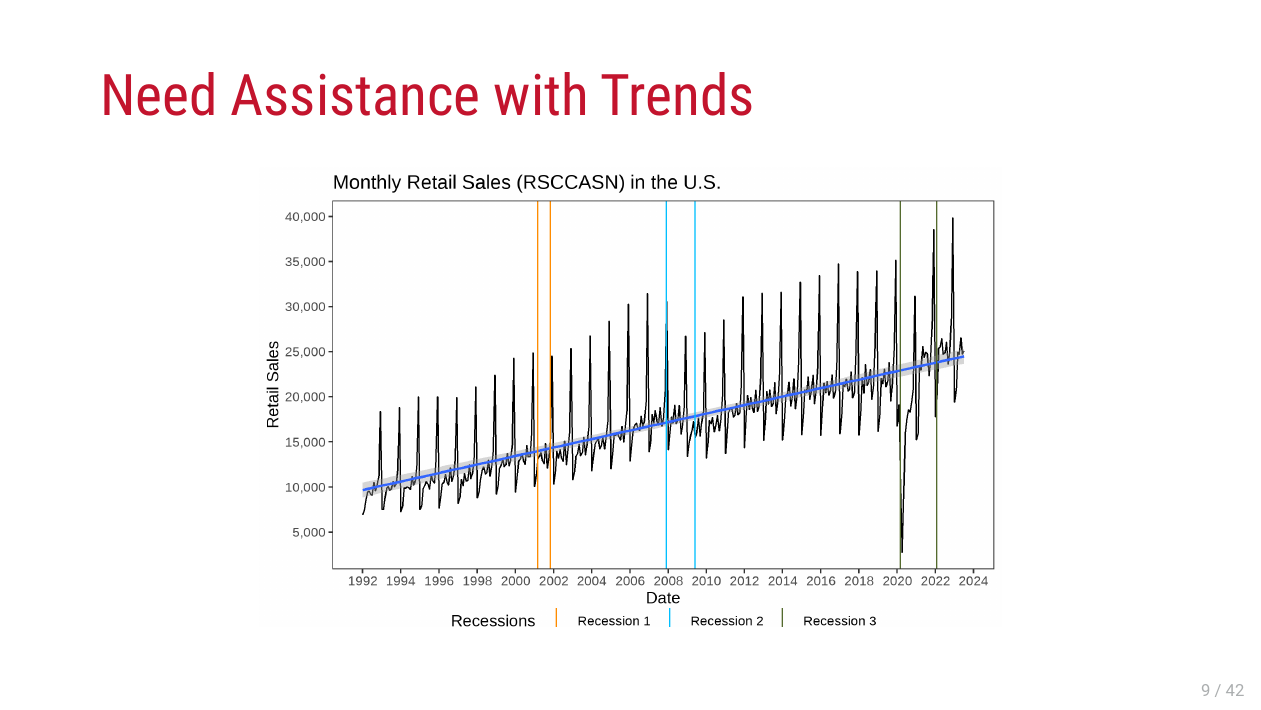 Need Assistance with Trends
Monthly Retail Sales (RSCCASN) in the U.S.
40,000
35,000
30,000
25,000
20,000
15,000
10,000
5,000
Retail Sales
1992 1994 1996 1998 2000 2002 2004 2006 2008 2010 2012 2014 2016 2018 2020 2022 2024
Date
Recessions Recession 1 Recession 2 Recession 3
9 / 42